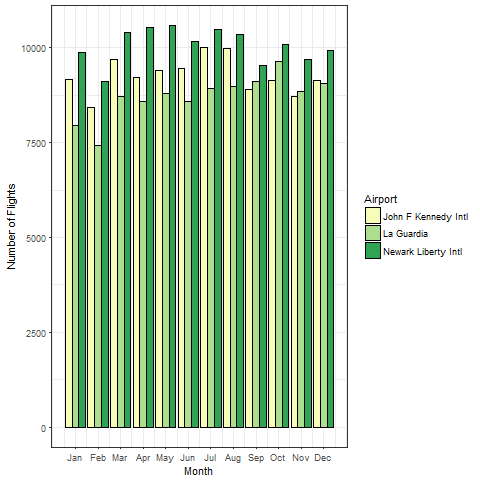 Number of Flights
10000
7500
5000
2500
0
Jan Feb Mar Apr May Jun Jul Aug Sep Oct Nov Dec
Month
Airport
John F Kennedy Intl
La Guardia
Newark Liberty Intl